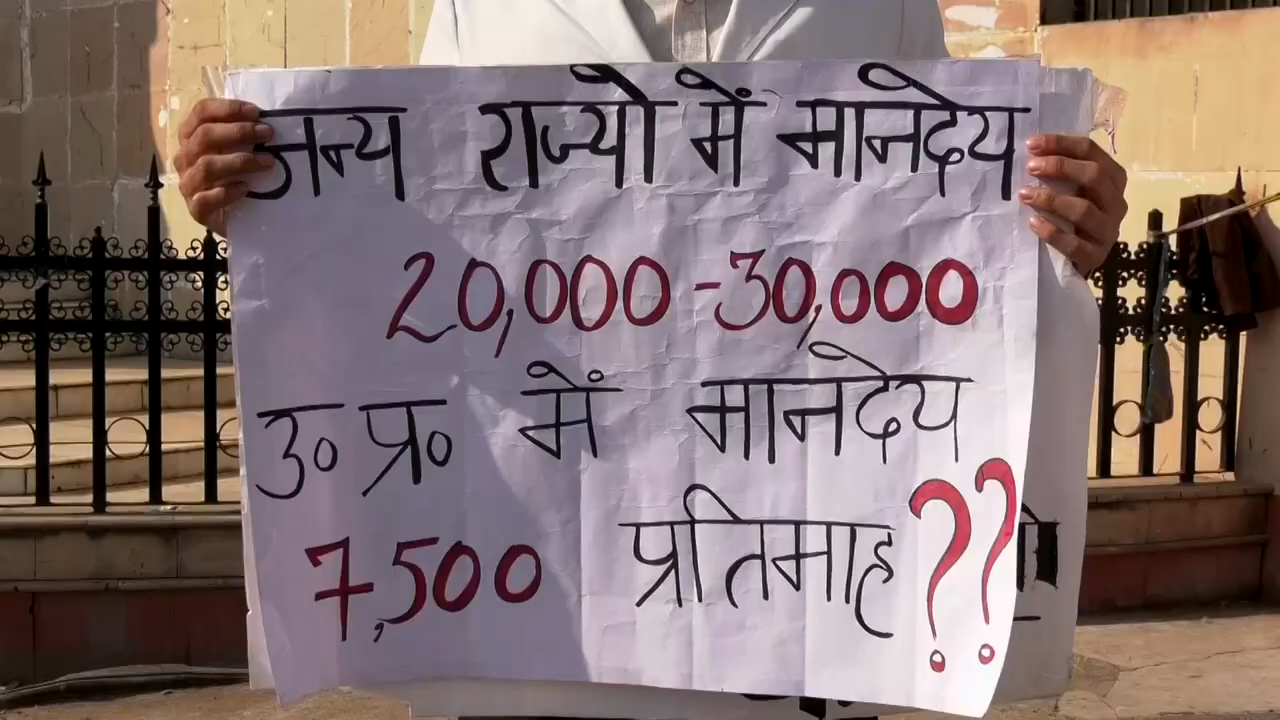 अन्य राज्यो में मानदेय
20,000-30,000
उ० प्र० में मानदेय
7,500 प्रतिमाह ??